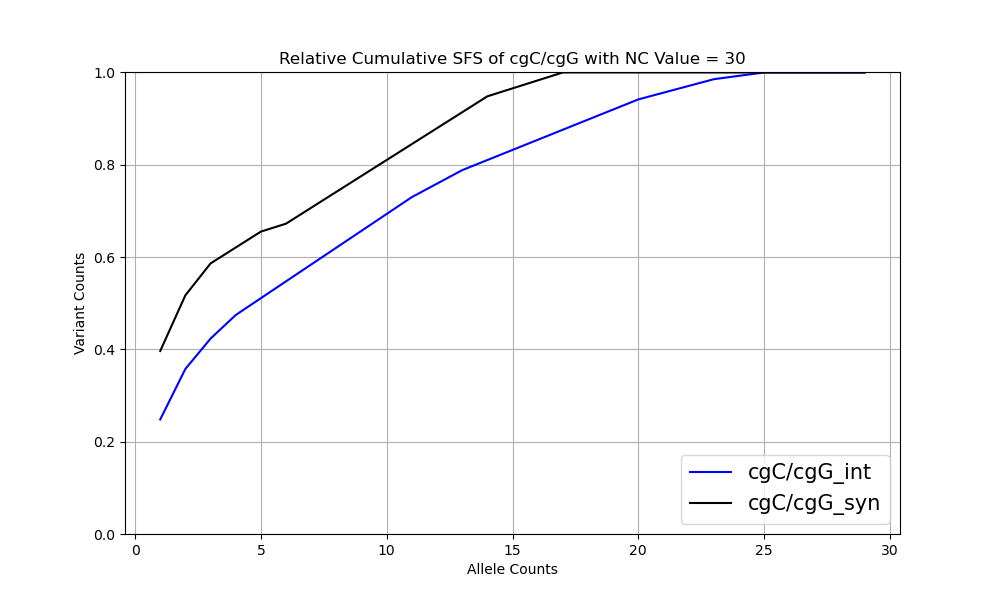 Relative Cumulative SFS of cgC/cgG with NC Value = 30
1.0
0.8
0.6
0.4
0.2
0.0
Variant Counts
0 5 10 15 20 25 30
Allele Counts
cgC/cgG_int
cgC/cgG_syn